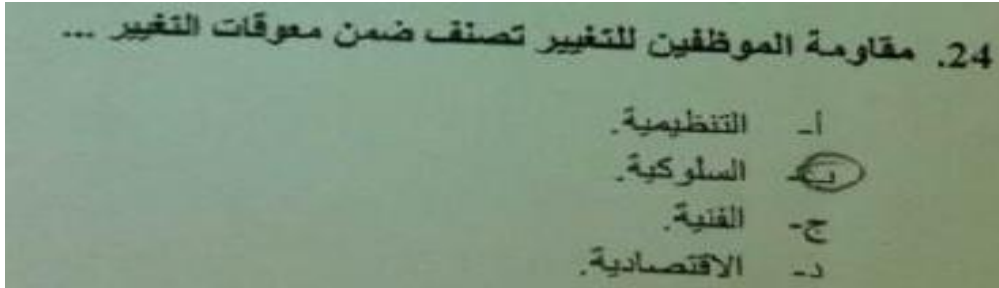 24. مقاومة الموظفين للتغيير تصنف ضمن معوقات التغيير ...
أ- التنظيمية.
ب- السلوكية.
ج- الفنية.
د- الاقتصادية.